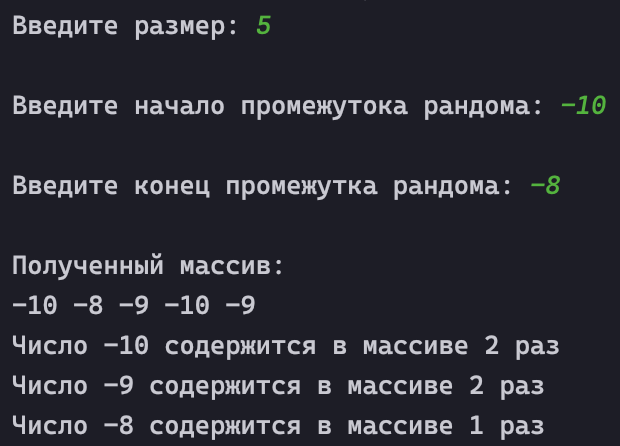 Введите размер: 5
Введите начало промежутока рандома: -10
Введите конец промежутка рандома: -8
Полученный массив:
-10 -8 -9 -10 -9
Число -10 содержится в массиве 2 раз
Число -9 содержится в массиве 2 раз
Число -8 содержится в массиве 1 раз